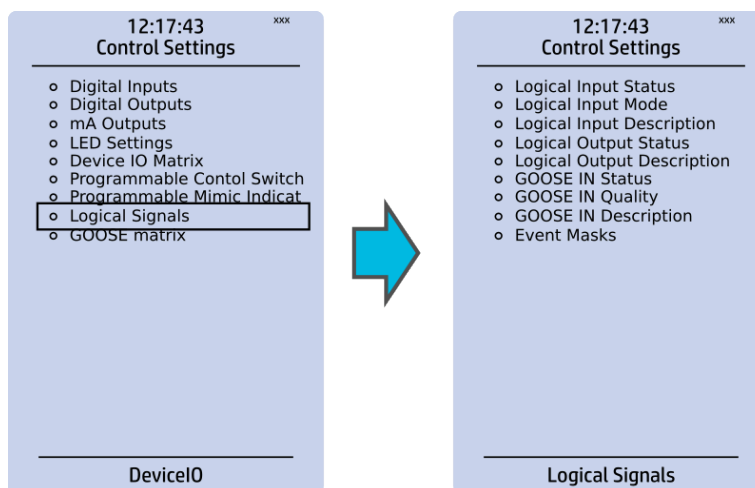 12:17:43
xxx
Control Settings
Digital Inputs
Digital Outputs
mA Outputs
LED Settings
Device IO Matrix
Programmable Contol Switch
Programmable Mimic Indicat
Logical Signals
GOOSE matrix
DeviceIO
12:17:43
xxx
Control Settings
Logical Input Status
Logical Input Mode
Logical Input Description
Logical Output Status
Logical Output Description
GOOSE IN Status
GOOSE IN Quality
GOOSE IN Description
Event Masks
Logical Signals